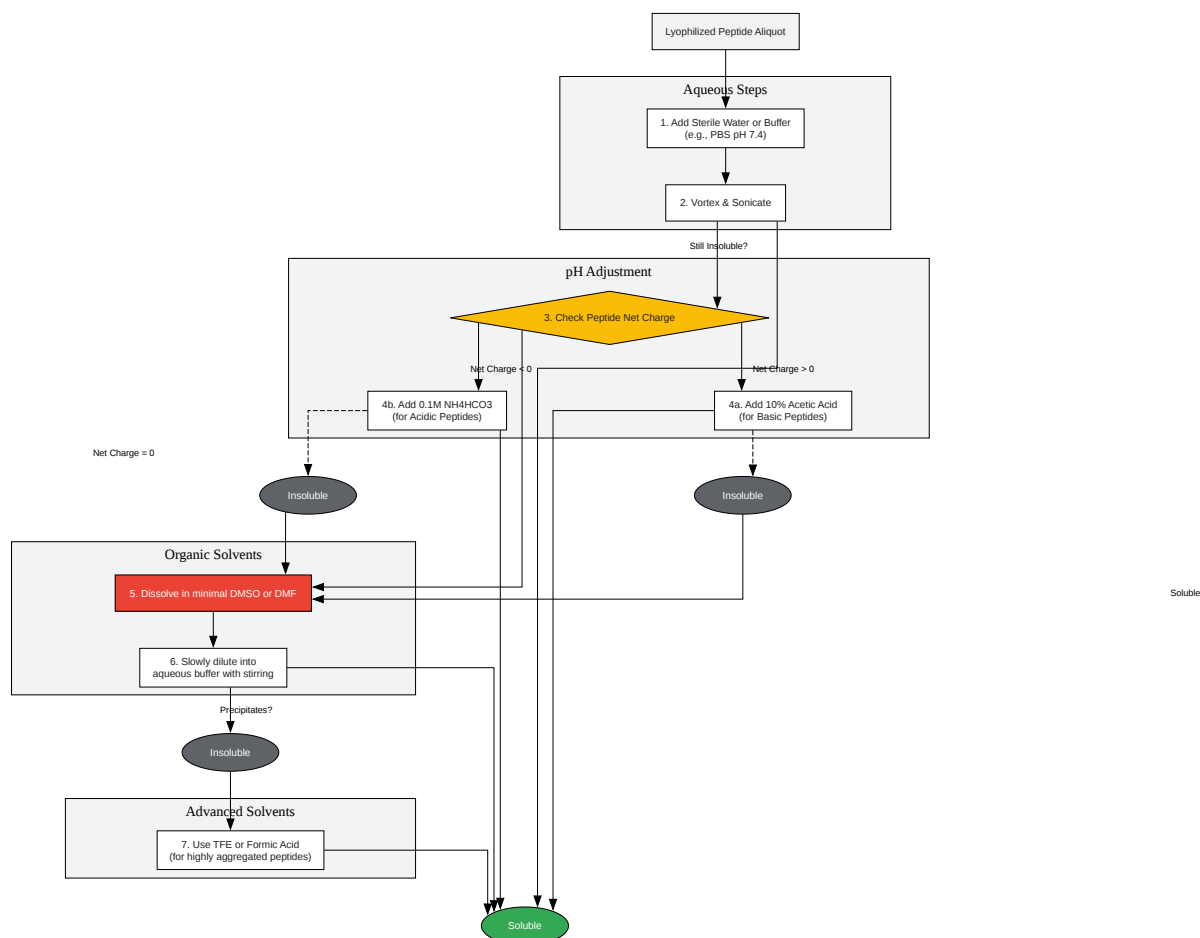 Lyophilized Peptide Aliquot
Aqueous Steps
1. Add Sterile Water or Buffer
(e.g., PBS pH 7.4)
2. Vortex & Sonicate
Still Insoluble?
pH Adjustment
3. Check Peptide Net Charge
Net Charge < 0
Net Charge > 0
4b. Add 0.1M NH4HCO3
(for Acidic Peptides)
4a. Add 10% Acetic Acid
(for Basic Peptides)
Net Charge = 0
Insoluble
Insoluble
Organic Solvents
5. Dissolve in minimal DMSO or DMF
Soluble
6. Slowly dilute into
aqueous buffer with stirring
Precipitates?
Insoluble
Advanced Solvents
7. Use TFE or Formic Acid
(for highly aggregated peptides)
Soluble